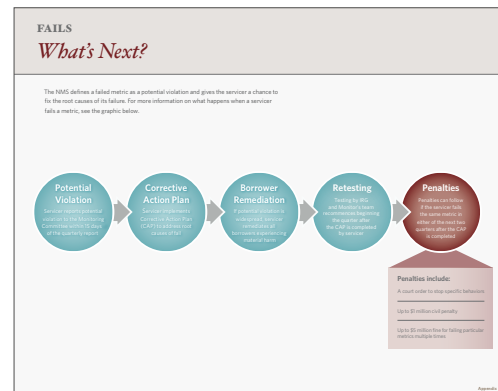 FAILS
What's Next?
The NMS defines a failed metric as a potential violation and gives the servicer a chance to
fix the root causes of its failure. For more information on what happens when a servicer
fails a metric, see the graphic below.
Potential
Violation
Servicer reports potential
violation to the Monitoring
Committee within 15 days
of the quarterly report
Corrective
Action Plan
Servicer implements
Corrective Action Plan
(CAP) to address root
causes of fail
Borrower
Remediation
If potential violation is
widespread, servicer
remediates all
borrowers experiencing
material harm
Retesting
Testing by IRG
and Monitor's team
recommences beginning
the quarter after
the CAP is completed
by servicer
Penalties
Penalties can follow
if the servicer fails
the same metric in
either of the next two
quarters after the CAP
is completed
Penalties include:
A court order to stop specific behaviors
Up to $1 million civil penalty
Up to $5 million fine for failing particular
metrics multiple times
Appendix